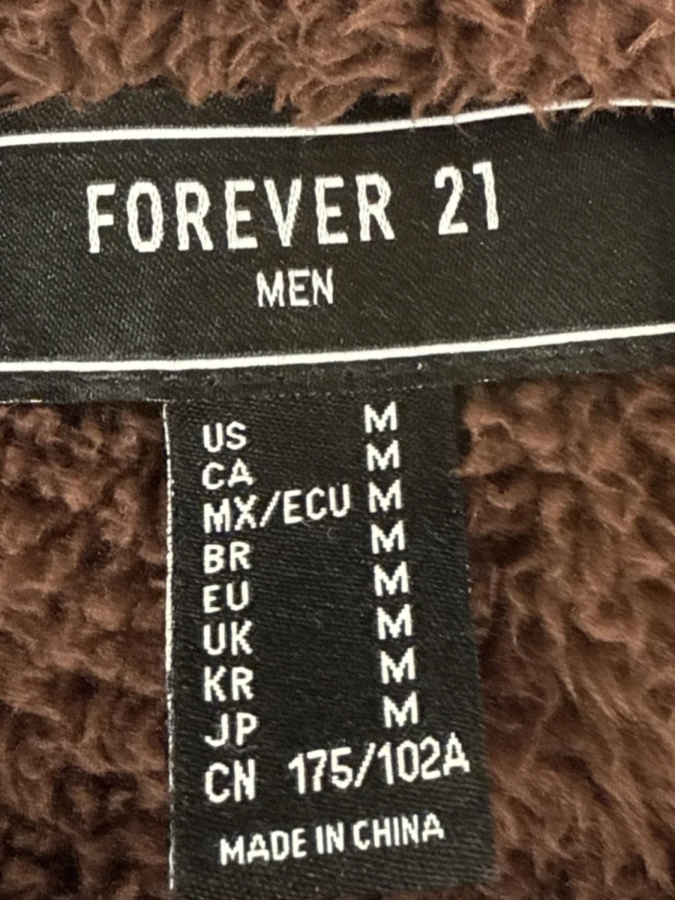 FOREVER 21
MEN
US M
CA M
MX/ECU M
BR M
EU M
UK M
KR M
JP M
CN 175/102A
MADE IN CHINA